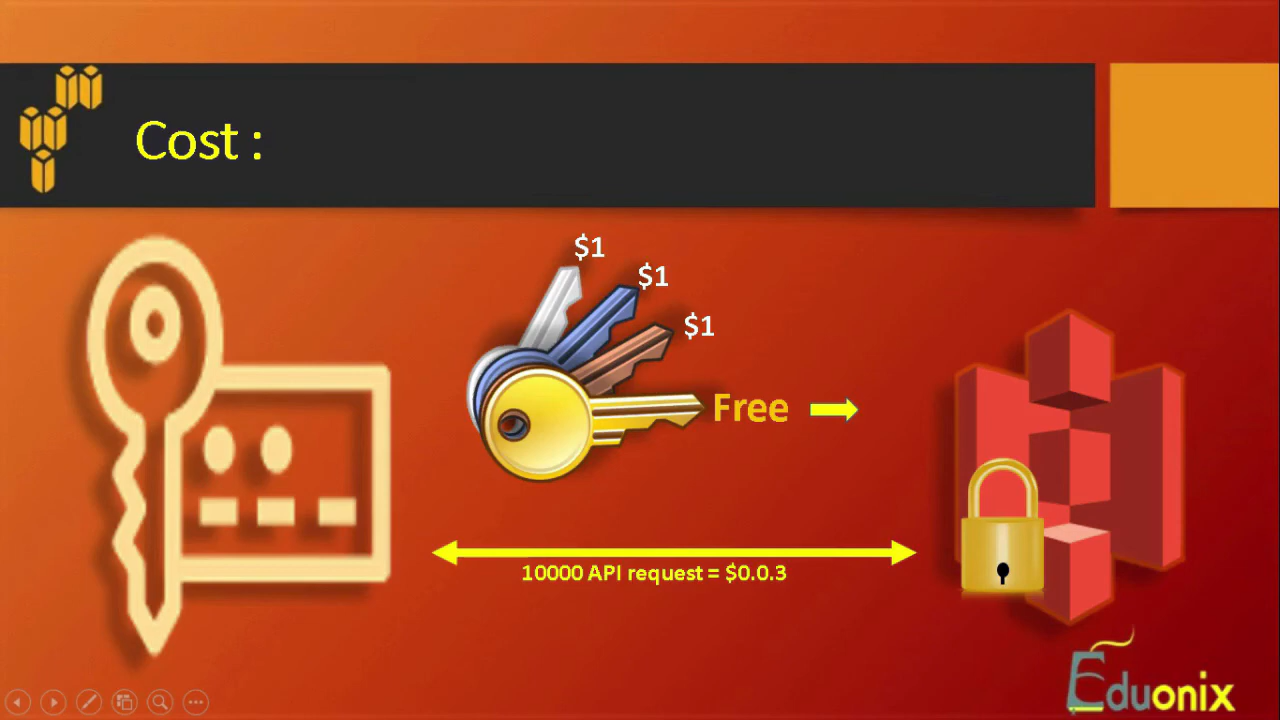 Cost :
$1
$1
$1
Free
10000 API request = $0.0.3
Eduonix